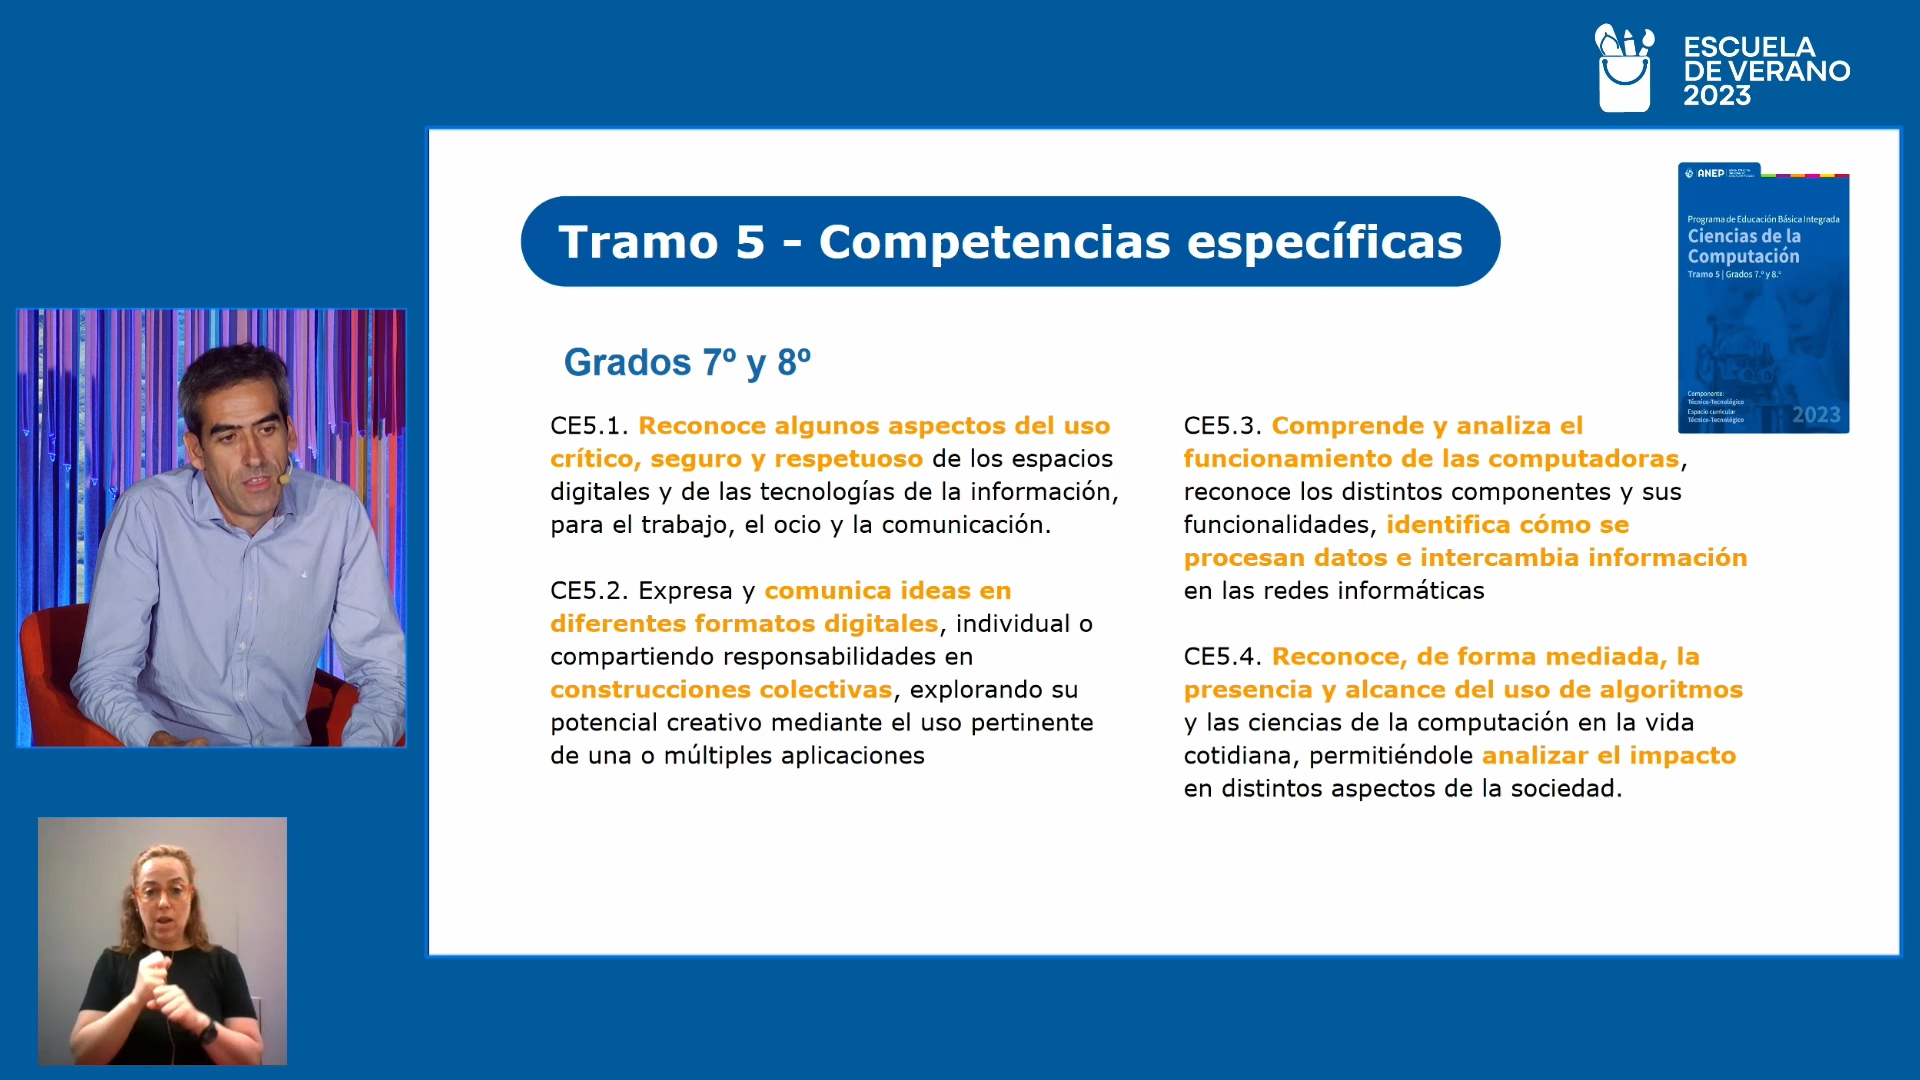 ESCUELA
DE VERANO
2023
Tramo 5 - Competencias específicas
ANEP
Programa de Educación Básica Integrada
Ciencias de la
Computación
Tramo 5 | Grados 7.º y 8.º
Componente:
Técnico-Tecnológico
Espacio curricular
Técnico-Tecnológico
2023
Grados 7º y 8º
CE5.1. Reconoce algunos aspectos del uso
crítico, seguro y respetuoso de los espacios
digitales y de las tecnologías de la información,
para el trabajo, el ocio y la comunicación.
CE5.2. Expresa y comunica ideas en
diferentes formatos digitales, individual o
compartiendo responsabilidades en
construcciones colectivas, explorando su
potencial creativo mediante el uso pertinente
de una o múltiples aplicaciones
CE5.3. Comprende y analiza el
funcionamiento de las computadoras,
reconoce los distintos componentes y sus
funcionalidades, identifica cómo se
procesan datos e intercambia información
en las redes informáticas
CE5.4. Reconoce, de forma mediada, la
presencia y alcance del uso de algoritmos
y las ciencias de la computación en la vida
cotidiana, permitiéndole analizar el impacto
en distintos aspectos de la sociedad.